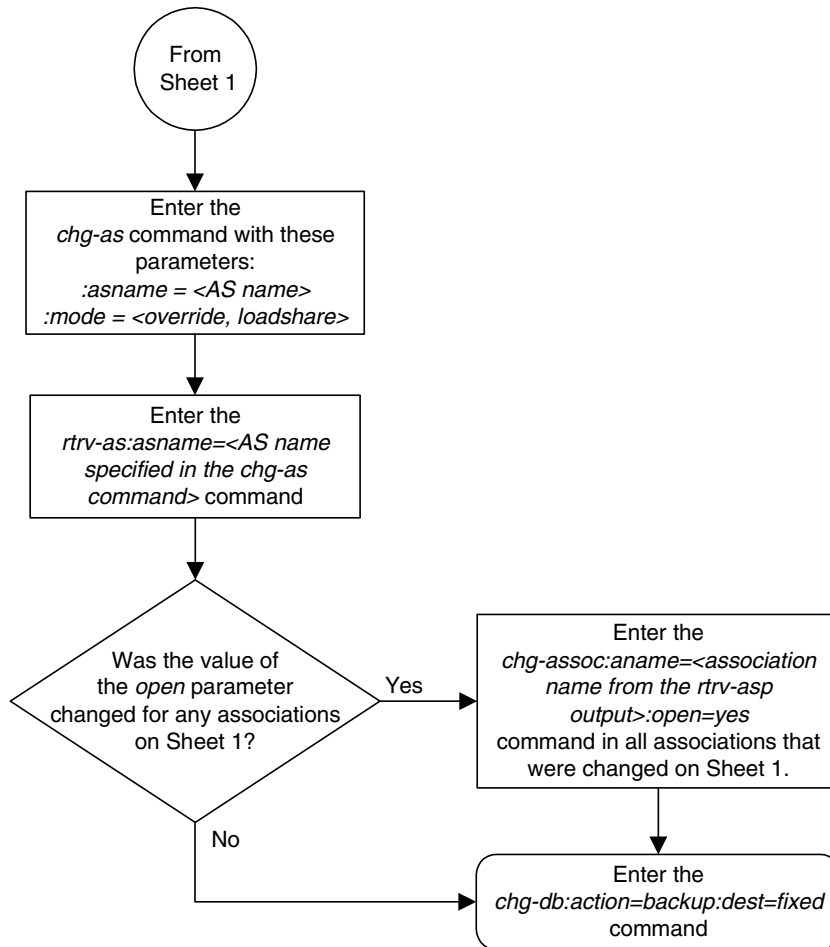 From
Sheet 1
Enter the
chg-as command with these
parameters:
:asname = <AS name>
:mode = <override, loadshare>
Enter the
rtrv-as:asname=<AS name
specified in the chg-as
command> command
Was the value of
the open parameter
changed for any associations
on Sheet 1?
Yes
No
Enter the
chg-assoc:aname=<association
name from the rtrv-asp
output>:open=yes
command in all associations that
were changed on Sheet 1.
Enter the
chg-db:action=backup:dest=fixed
command